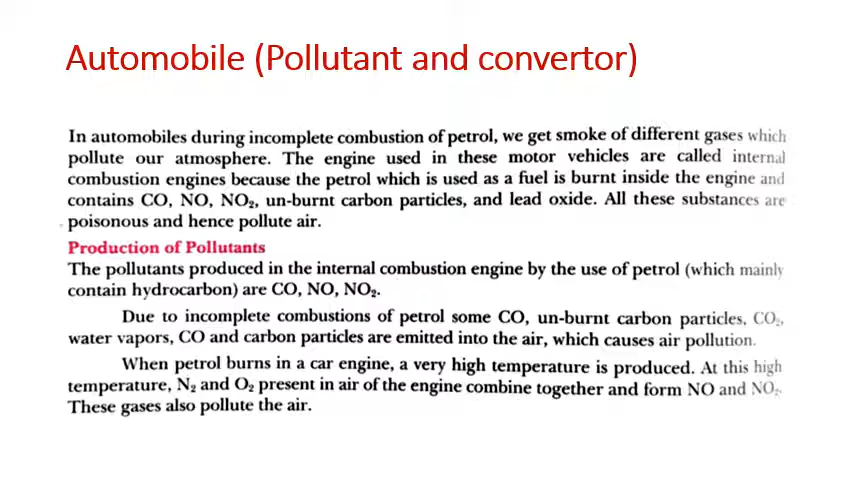 Automobile (Pollutant and convertor)
In automobiles during incomplete combustion of petrol, we get smoke of different gases which
pollute our atmosphere. The engine used in these motor vehicles are called internal
combustion engines because the petrol which is used as a fuel is burnt inside the engine and
contains CO, NO, NO₂, un-burnt carbon particles, and lead oxide. All these substances are
poisonous and hence pollute air.
Production of Pollutants
The pollutants produced in the internal combustion engine by the use of petrol (which mainly
contain hydrocarbon) are CO, NO, NO₂.
Due to incomplete combustions of petrol some CO, un-burnt carbon particles, CO₂,
water vapors, CO and carbon particles are emitted into the air, which causes air pollution.
When petrol burns in a car engine, a very high temperature is produced. At this high
temperature, N₂ and O₂ present in air of the engine combine together and form NO and NO₂.
These gases also pollute the air.